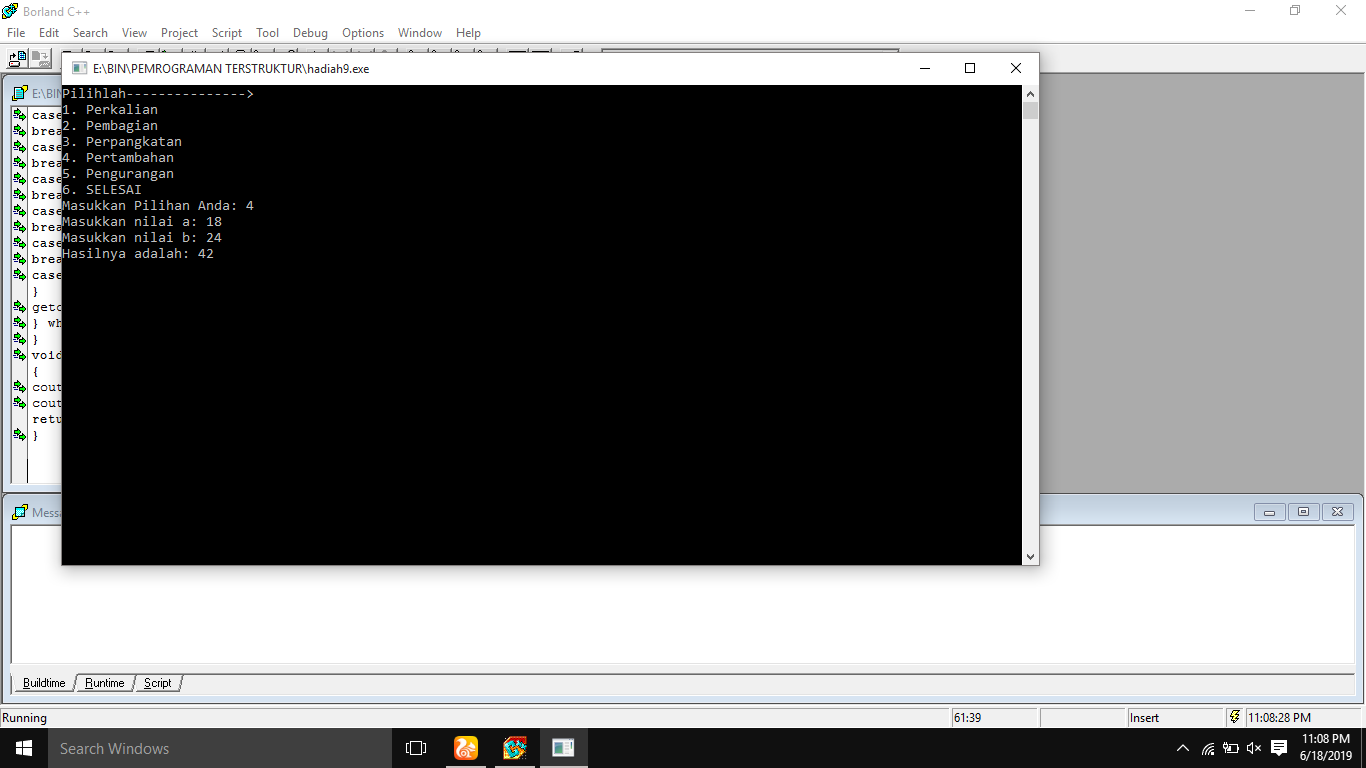 Borland C++
File Edit Search View Project Script Tool Debug Options Window Help
E:\BIN\PEMROGRAMAN TERSTRUKTUR\hadiah9.exe
E:\BIN
Pilihlah--------------->
1. Perkalian
2. Pembagian
3. Perpangkatan
4. Pertambahan
5. Pengurangan
6. SELESAI
Masukkan Pilihan Anda: 4
Masukkan nilai a: 18
Masukkan nilai b: 24
Hasilnya adalah: 42
case
brea
case
brea
case
brea
case
brea
case
brea
case
}
getc
} wh
}
void
{
cout
cout
retu
}
Messa
Buildtime Runtime Script
Running 61:39 Insert 11:08:28 PM
Search Windows
11:08 PM
6/18/2019